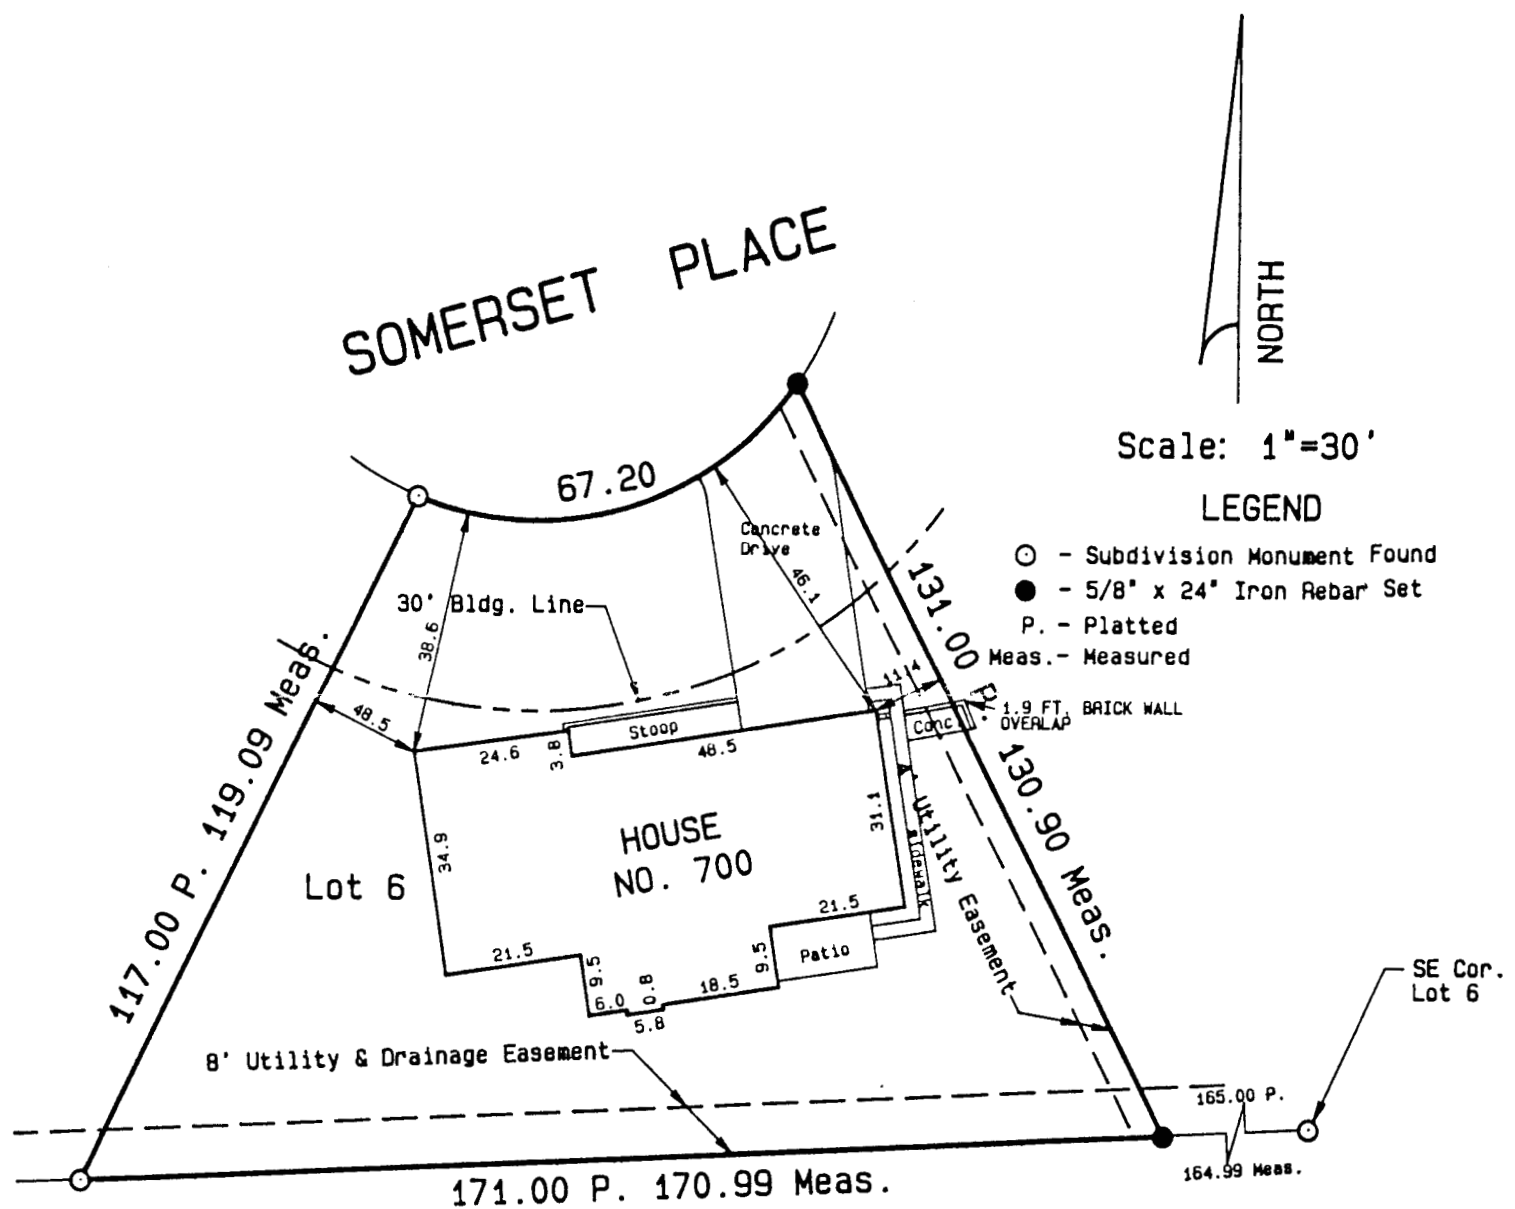 SOMERSET PLACE
NORTH
Scale: 1"=30'
LEGEND
- Subdivision Monument Found
- 5/8" x 24" Iron Rebar Set
P. - Platted
Meas.- Measured
67.20
Concrete
Drive
46.1
30' Bldg. Line
38.6
48.5
117.00 P. 119.09 Meas.
131.00 P. 130.90 Meas.
11.4
1.9 FT. BRICK WALL
OVERLAP
Conc.
Stoop
24.6
3.8
48.5
31.1
34.9
HOUSE
NO. 700
Lot 6
Sidewalk
4' Utility Easement
21.5
Patio
21.5
9.5
9.5
6.0
0.8
18.5
5.8
8' Utility & Drainage Easement
SE Cor.
Lot 6
165.00 P.
164.99 Meas.
171.00 P. 170.99 Meas.